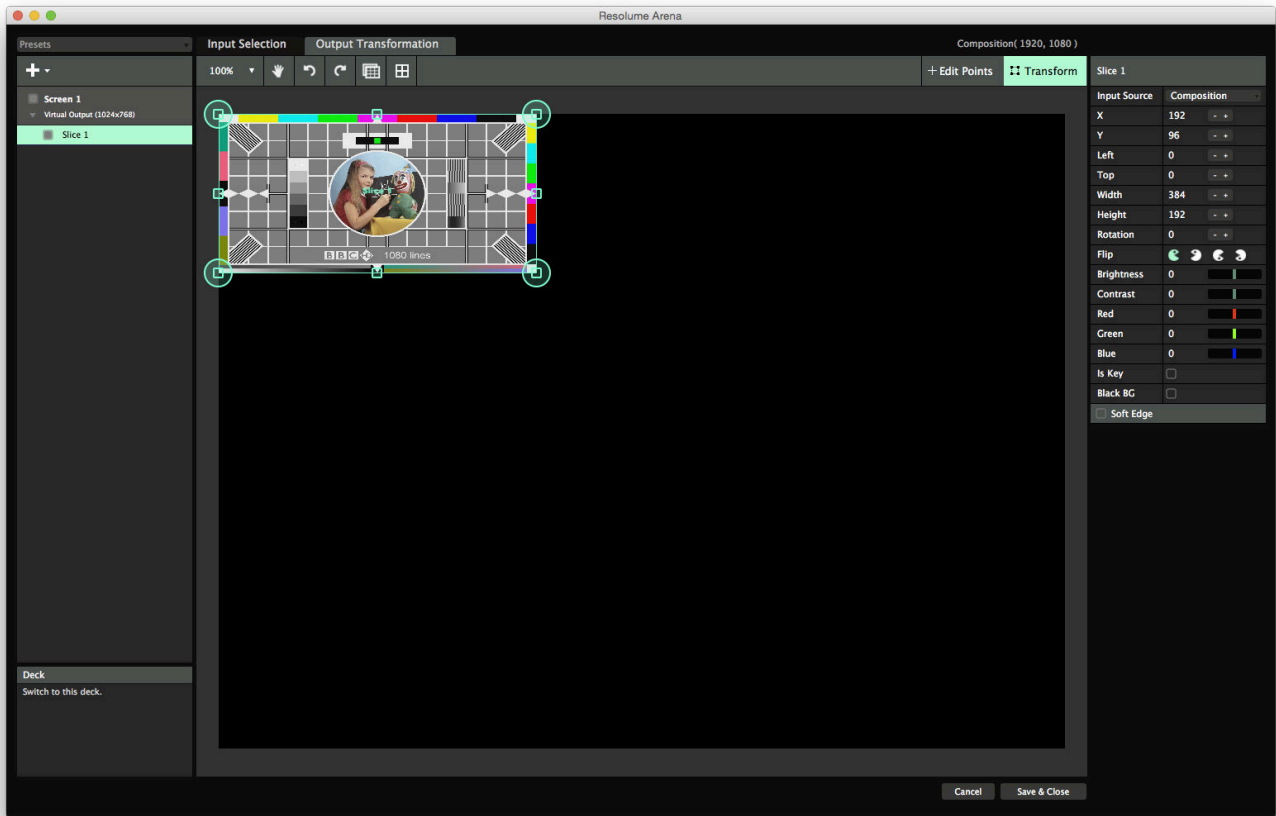 Resolume Arena
Presets
Input Selection
Output Transformation
Composition( 1920, 1080 )
100%
Edit Points
Transform
Slice 1
Screen 1
Virtual Output (1024x768)
Slice 1
Input Source Composition
X 192 - +
Y 96 - +
Left 0 - +
Top 0 - +
Width 384 - +
Height 192 - +
Rotation 0 - +
Flip
Brightness 0
Contrast 0
Red 0
Green 0
Blue 0
Is Key
Black BG
Soft Edge
BBC 1080 lines
Deck
Switch to this deck.
Cancel
Save & Close